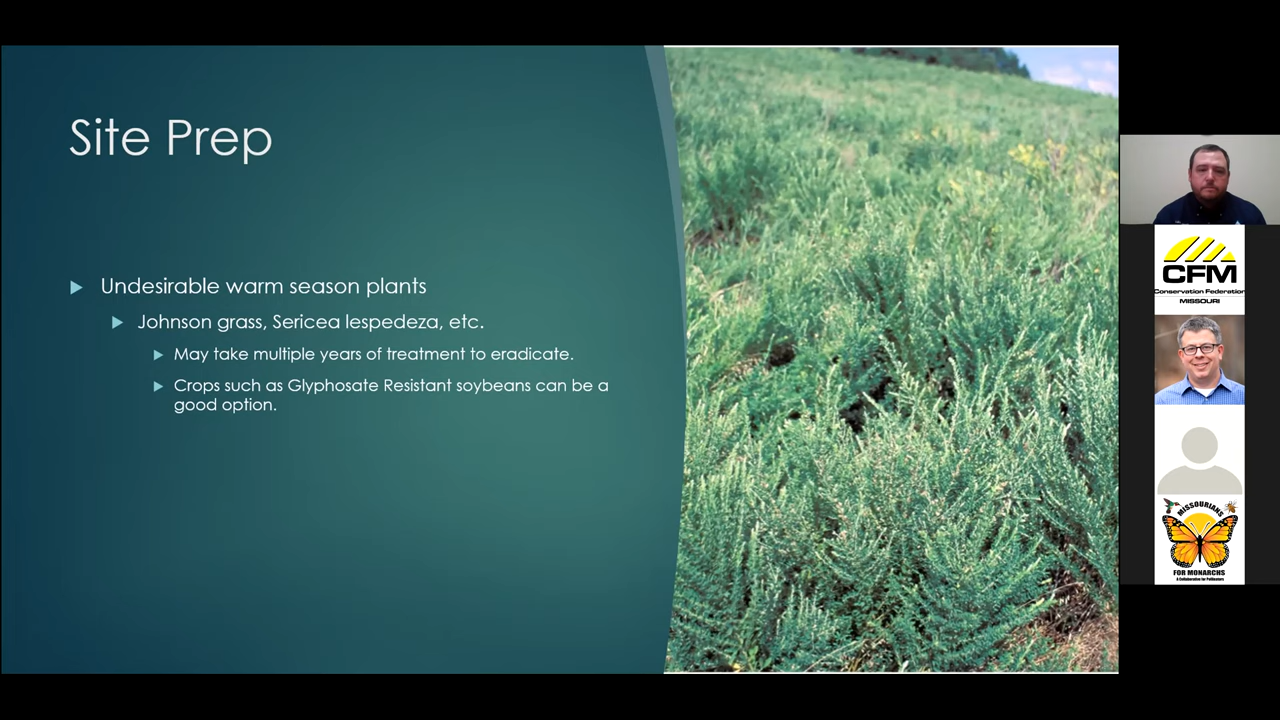 Site Prep
Undesirable warm season plants
Johnson grass, Sericea lespedeza, etc.
May take multiple years of treatment to eradicate.
Crops such as Glyphosate Resistant soybeans can be a
good option.
CFM
Conservation Federation
MISSOURI
MISSOURIANS
FOR MONARCHS
A Collaborative for Pollinators